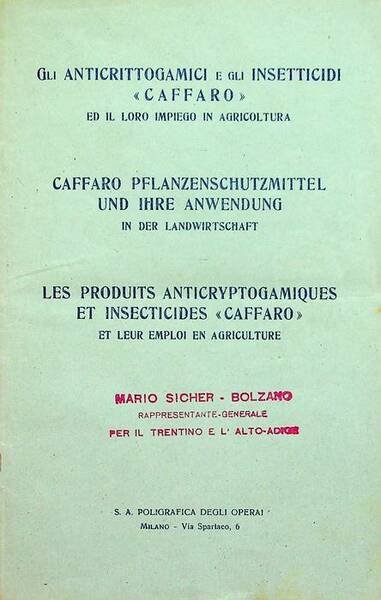 Gli ANTICRITTOGAMICI e gli INSETTICIDI
«CAFFARO»
ED IL LORO IMPIEGO IN AGRICOLTURA
CAFFARO PFLANZENSCHUTZMITTEL
UND IHRE ANWENDUNG
IN DER LANDWIRTSCHAFT
LES PRODUITS ANTICRYPTOGAMIQUES
ET INSECTICIDES «CAFFARO»
ET LEUR EMPLOI EN AGRICULTURE
MARIO SICHER - BOLZANO
RAPPRESENTANTE-GENERALE
PER IL TRENTINO E L' ALTO-ADIGE
S. A. POLIGRAFICA DEGLI OPERAI
Milano - Via Spartaco, 6